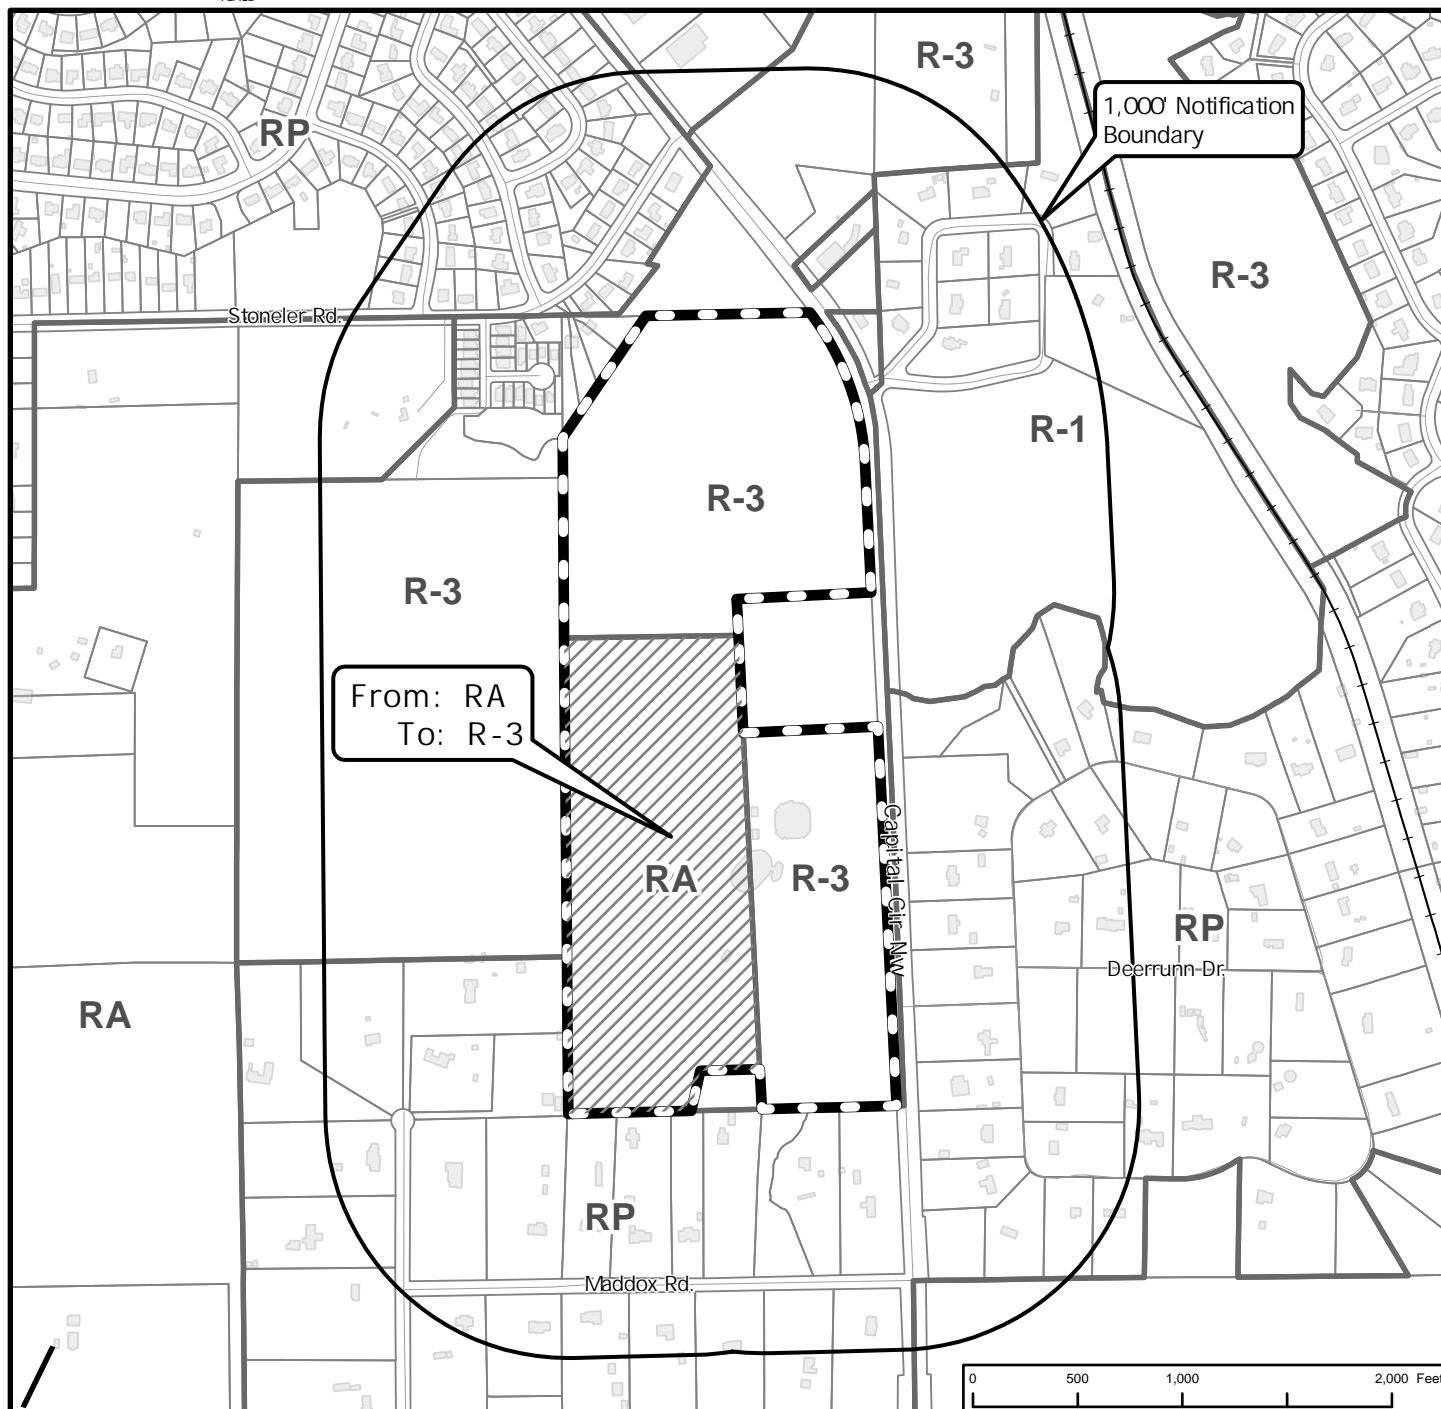 R-3
1,000' Notification
Boundary
RP
R-3
Stoneler Rd.
R-1
R-3
R-3
From: RA
To: R-3
Capital Cir NW
RA
R-3
RP
Deerrunn Dr.
RA
RP
Maddox Rd.
0 500 1,000 2,000 Feet